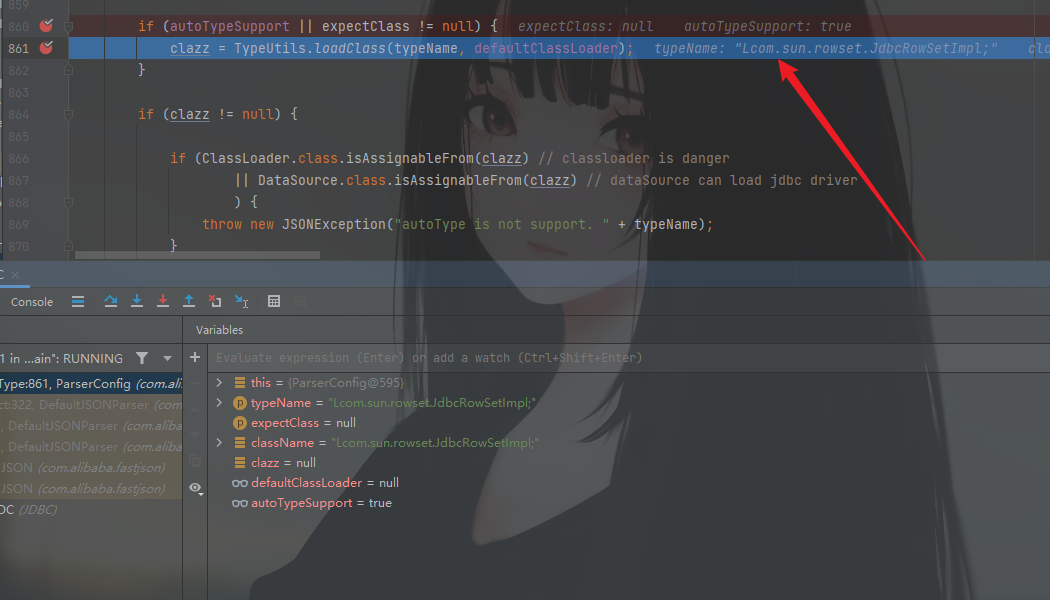 859
860 if (autoTypeSupport || expectClass != null) { expectClass: null autoTypeSupport: true
861 clazz = TypeUtils.loadClass(typeName, defaultClassLoader); typeName: "Lcom.sun.rowset.JdbcRowSetImpl;" cla
862 }
863
864 if (clazz != null) {
865
866 if (ClassLoader.class.isAssignableFrom(clazz) // classloader is danger
867 || DataSource.class.isAssignableFrom(clazz) // dataSource can load jdbc driver
868 ) {
869 throw new JSONException("autoType is not support. " + typeName);
870 }
C
Console
Variables
1 in ...ain": RUNNING
Evaluate expression (Enter) or add a watch (Ctrl+Shift+Enter)
Type:861, ParserConfig (com.ali
ct:322, DefaultJSONParser (com
, DefaultJSONParser (com.aliba
, DefaultJSONParser (com.aliba
JSON (com.alibaba.fastjson)
JSON (com.alibaba.fastjson)
OC (JDBC)
this = {ParserConfig@595}
typeName = "Lcom.sun.rowset.JdbcRowSetImpl;"
expectClass = null
className = "Lcom.sun.rowset.JdbcRowSetImpl;"
clazz = null
defaultClassLoader = null
autoTypeSupport = true